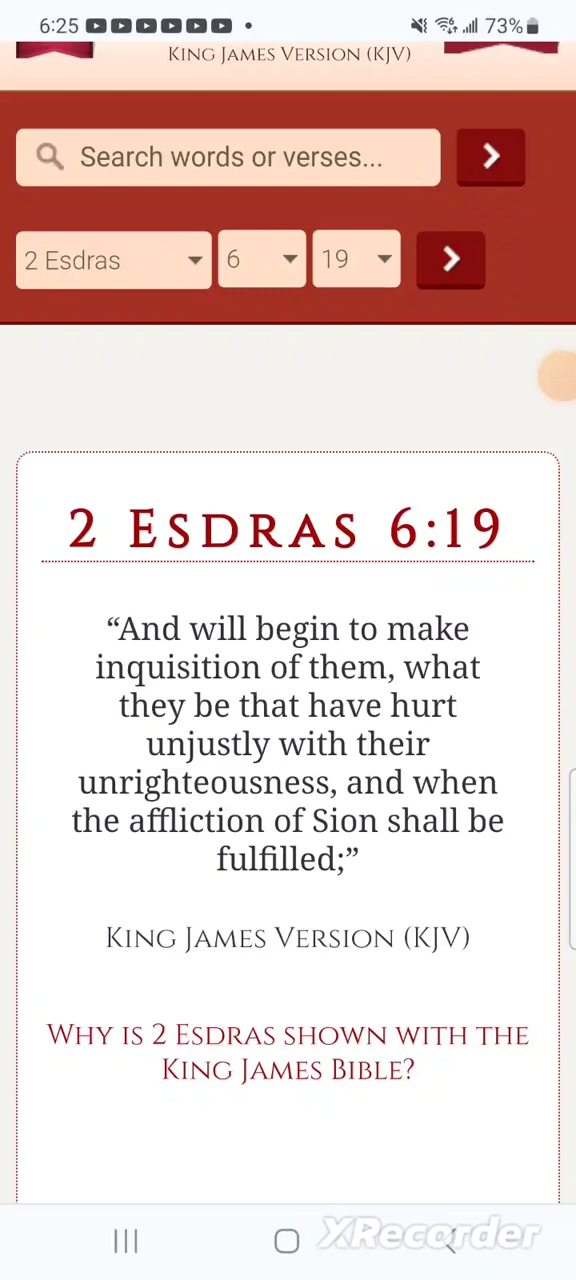 6:25
73%
KING JAMES VERSION (KJV)
Search words or verses...
2 Esdras 6 19
2 ESDRAS 6:19
“And will begin to make
inquisition of them, what
they be that have hurt
unjustly with their
unrighteousness, and when
the affliction of Sion shall be
fulfilled;”
KING JAMES VERSION (KJV)
WHY IS 2 ESDRAS SHOWN WITH THE
KING JAMES BIBLE?
XRecorder